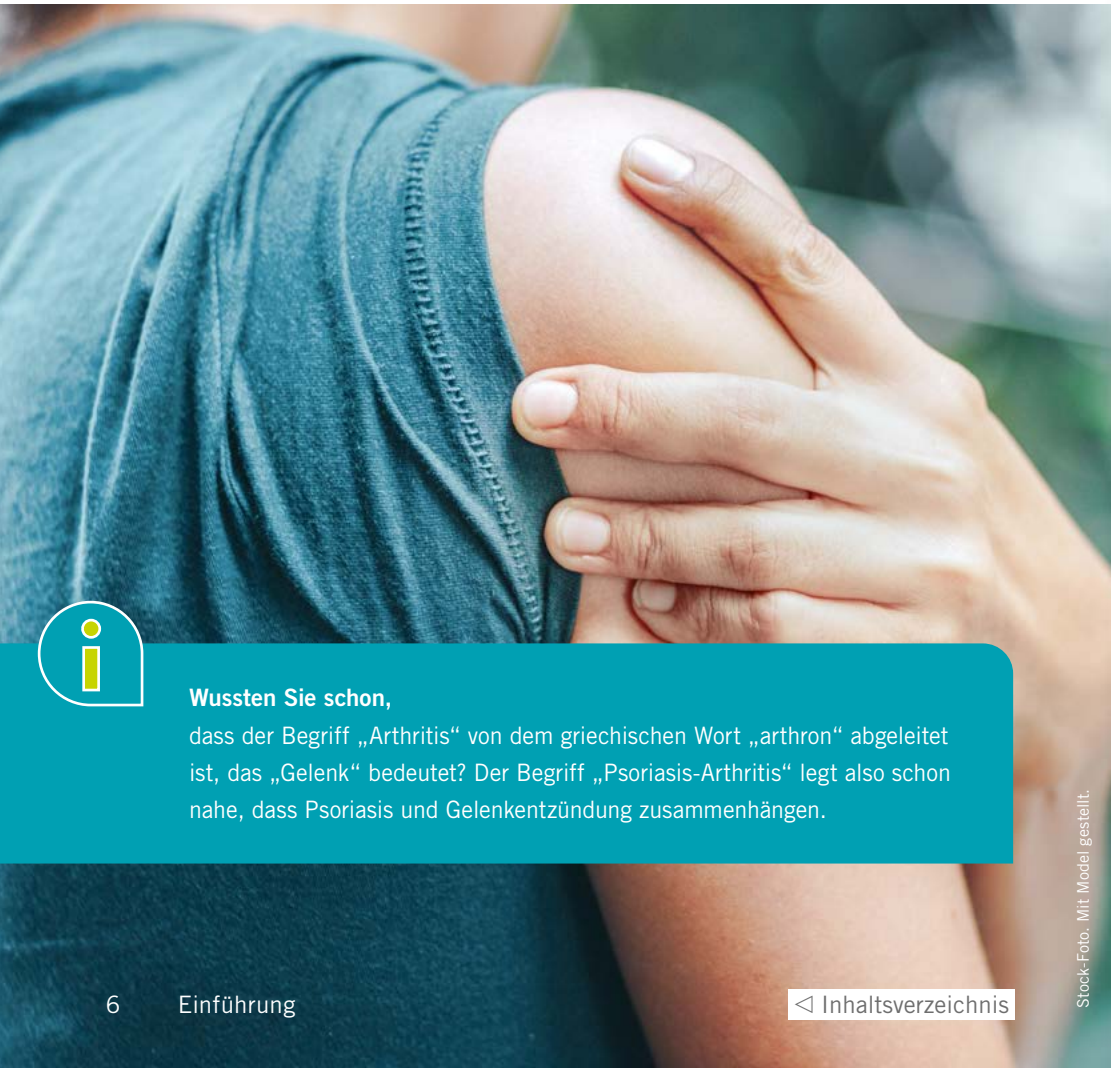 Wussten Sie schon,
dass der Begriff „Arthritis“ von dem griechischen Wort „arthron“ abgeleitet
ist, das „Gelenk“ bedeutet? Der Begriff „Psoriasis-Arthritis“ legt also schon
nahe, dass Psoriasis und Gelenkentzündung zusammenhängen.
Stock-Foto. Mit Model gestellt.
6 Einführung
◁ Inhaltsverzeichnis